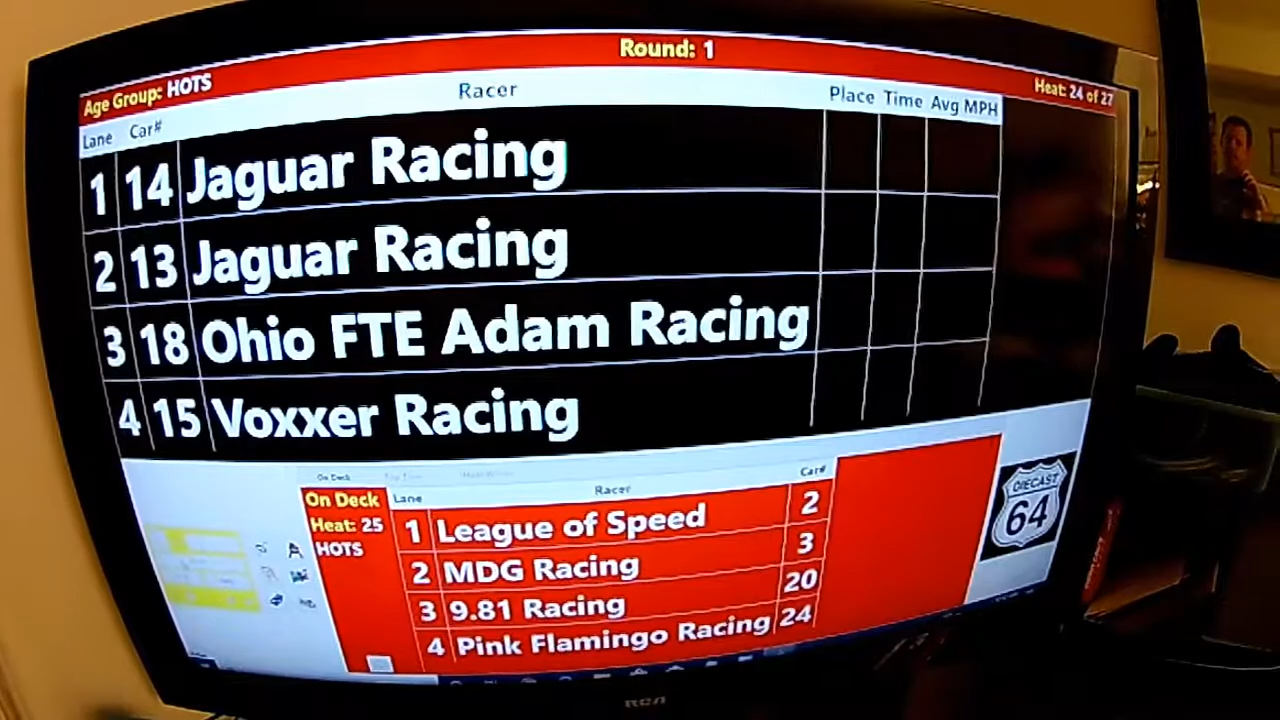 Age Group: HOTS Round: 1 Heat: 24 of 27
Lane Car# Racer Place Time Avg MPH
1 14 Jaguar Racing
2 13 Jaguar Racing
3 18 Ohio FTE Adam Racing
4 15 Voxxer Racing
On Deck
On Deck Lane Racer Car#
Heat: 25
HOTS
1 League of Speed 2
2 MDG Racing 3
3 9.81 Racing 20
4 Pink Flamingo Racing 24
DIECAST
64
RCA